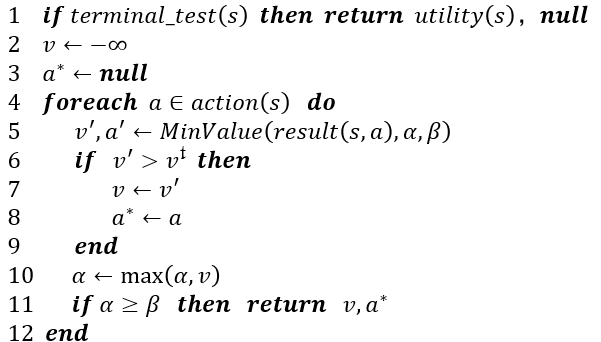 1 if terminal_test(s) then return utility(s), null
2 v ← −∞
3 a* ← null
4 foreach a ∈ action(s) do
5 v′, a′ ← MinValue(result(s, a), α, β)
6 if v′ > v† then
7 v ← v′
8 a* ← a
9 end
10 α ← max(α, v)
11 if α ≥ β then return v, a*
12 end